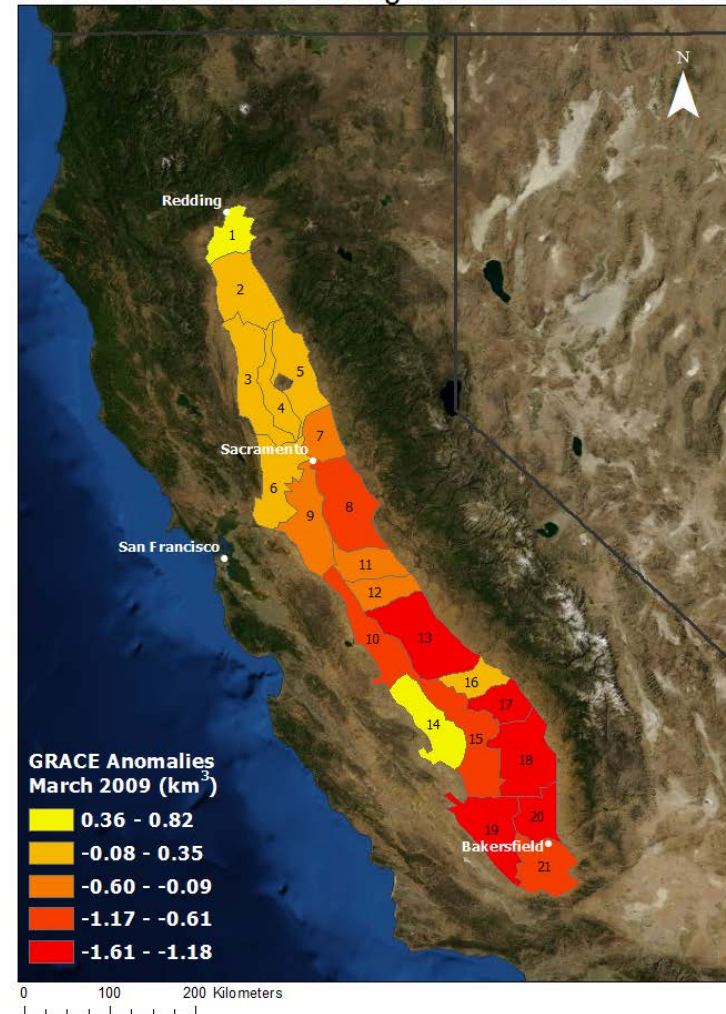 N
Redding
1
2
5
3
4
7
Sacramento
6
8
9
San Francisco
11
12
10
13
16
17
14
15
18
GRACE Anomalies
March 2009 (km³)
0.36 - 0.82
-0.08 - 0.35
-0.60 - -0.09
-1.17 - -0.61
-1.61 - -1.18
20
19
Bakersfield
21
0 100 200 Kilometers